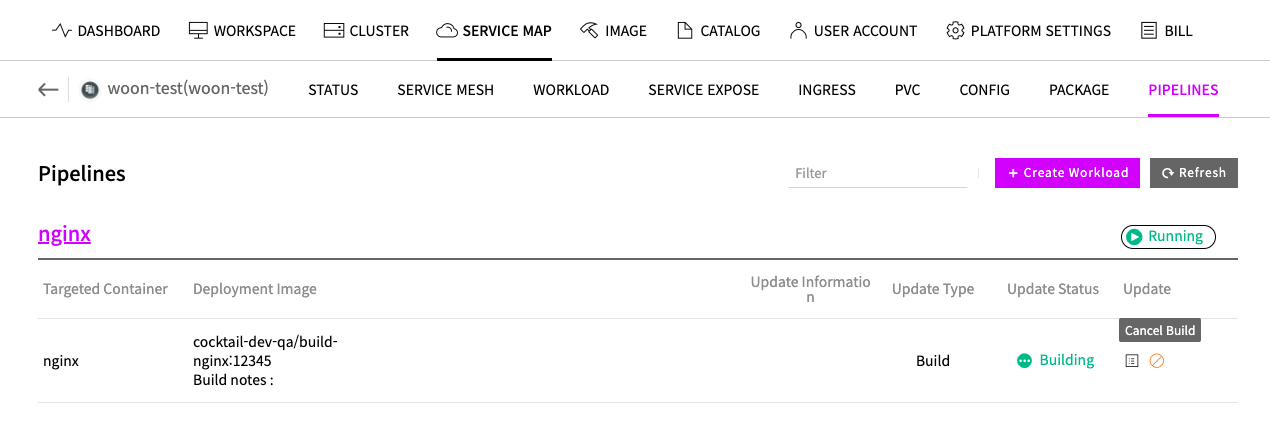 DASHBOARD WORKSPACE CLUSTER SERVICE MAP IMAGE CATALOG USER ACCOUNT PLATFORM SETTINGS BILL
woon-test(woon-test) STATUS SERVICE MESH WORKLOAD SERVICE EXPOSE INGRESS PVC CONFIG PACKAGE PIPELINES
Pipelines Filter + Create Workload Refresh
nginx Running
Targeted Container Deployment Image Update Informatio
n Update Type Update Status Update
Cancel Build
nginx cocktail-dev-qa/build-
nginx:12345
Build notes :
Build Building